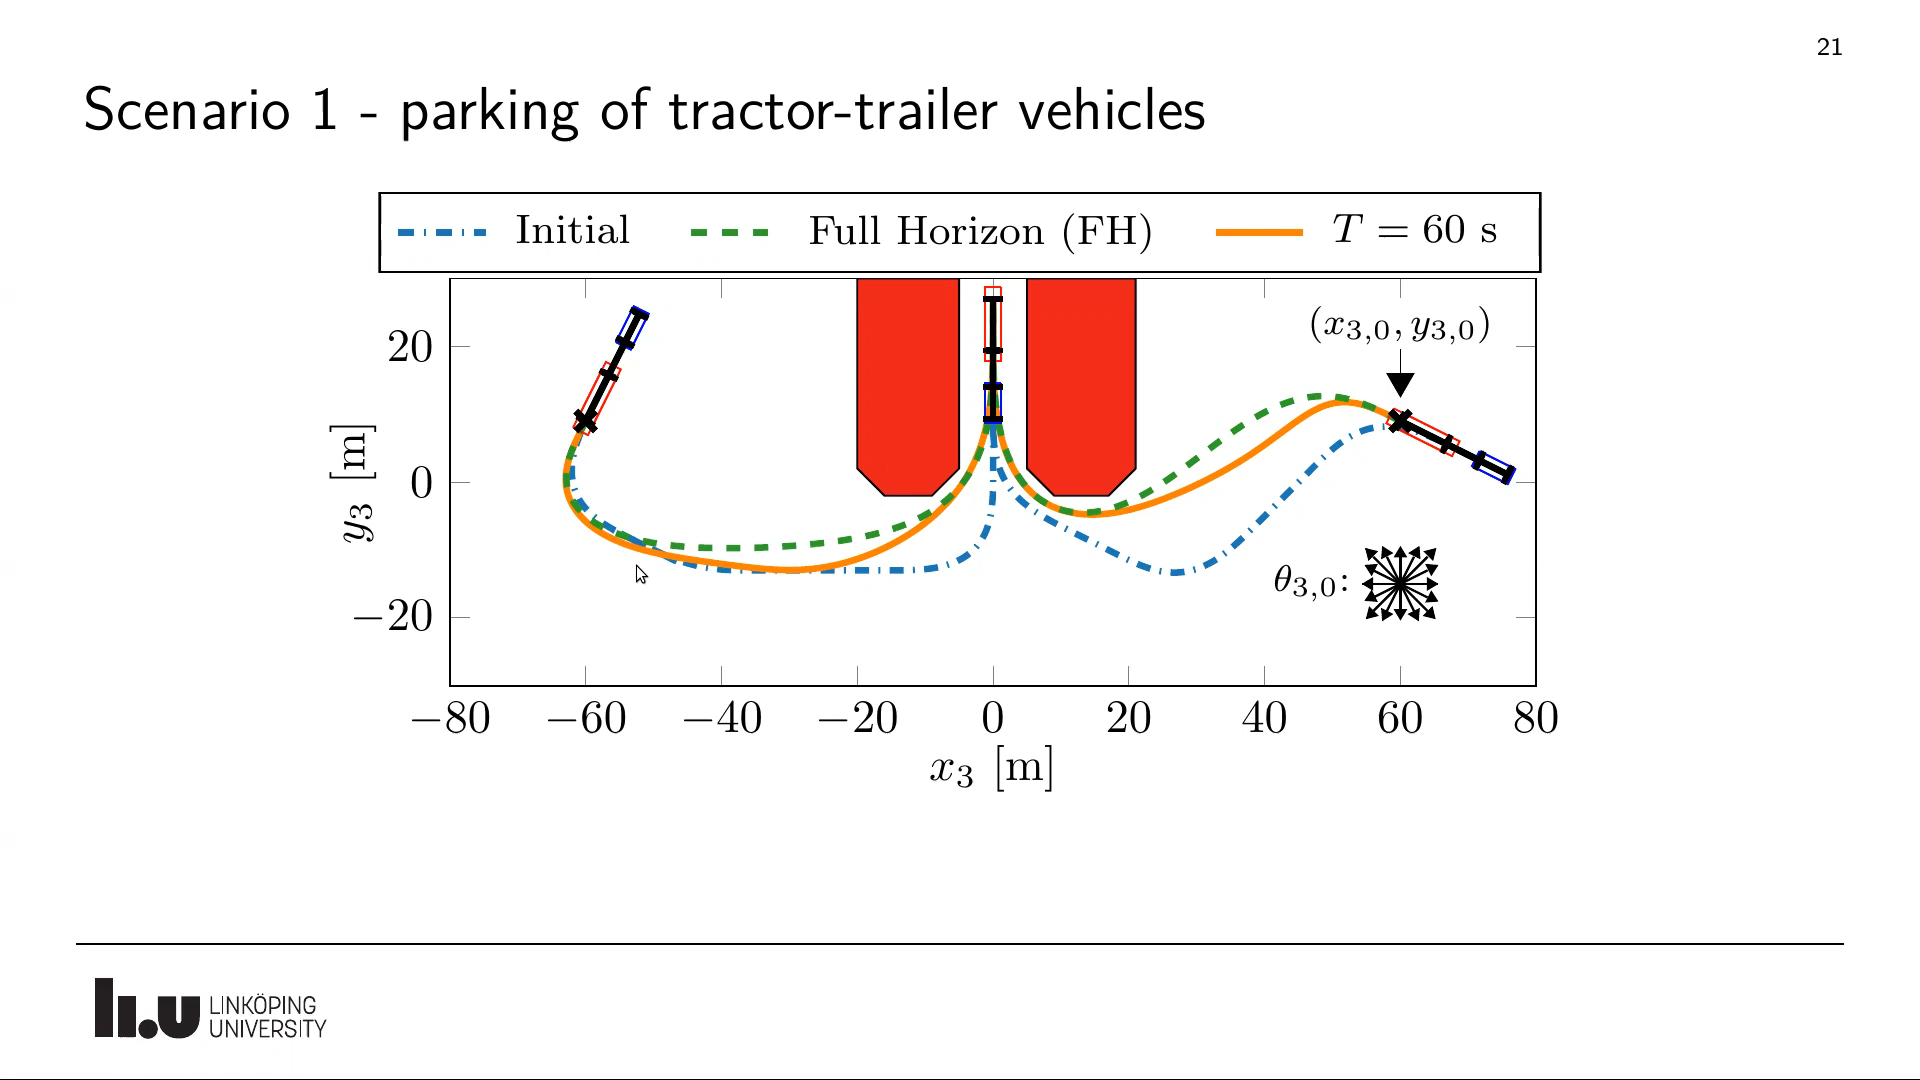 21
Scenario 1 - parking of tractor-trailer vehicles
Initial Full Horizon (FH) T = 60 s
(x₃,₀, y₃,₀)
20
0
−20
y₃ [m]
θ₃,₀:
−80 −60 −40 −20 0 20 40 60 80
x₃ [m]
li.u LINKÖPING
UNIVERSITY